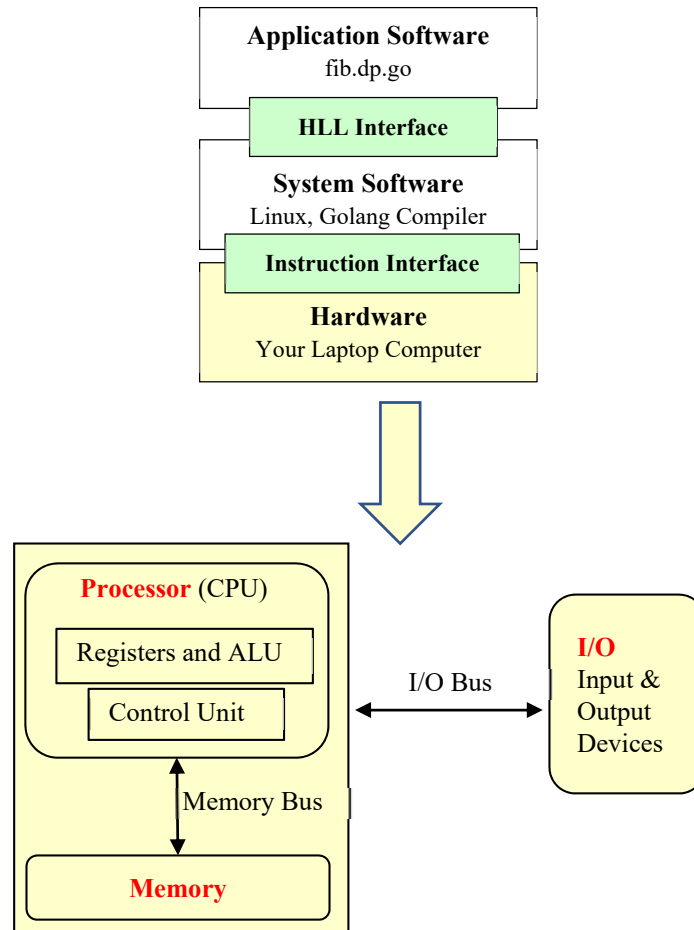 Application Software
fib.dp.go
HLL Interface
System Software
Linux, Golang Compiler
Instruction Interface
Hardware
Your Laptop Computer
Processor (CPU)
Registers and ALU
Control Unit
Memory Bus
Memory
I/O Bus
I/O
Input &
Output
Devices